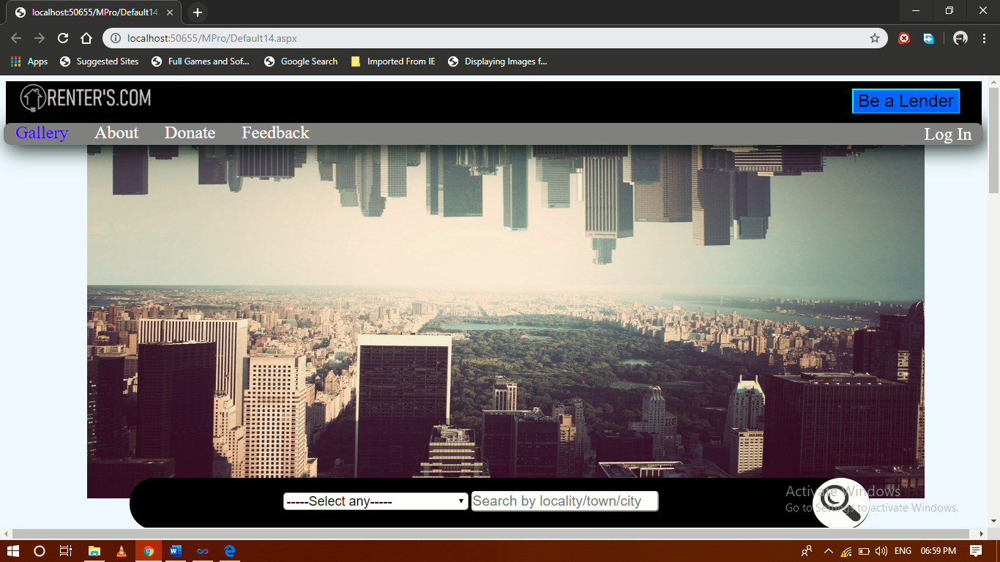 localhost:50655/MPro/Default14.
localhost:50655/MPro/Default14.aspx
Apps Suggested Sites Full Games and Sof... Google Search Imported From IE Displaying Images f...
RENTER'S.COM
Be a Lender
Gallery About Donate Feedback Log In
-----Select any----- Search by locality/town/city
Activate Windows
Go to Settings to activate Windows.
ENG 06:59 PM